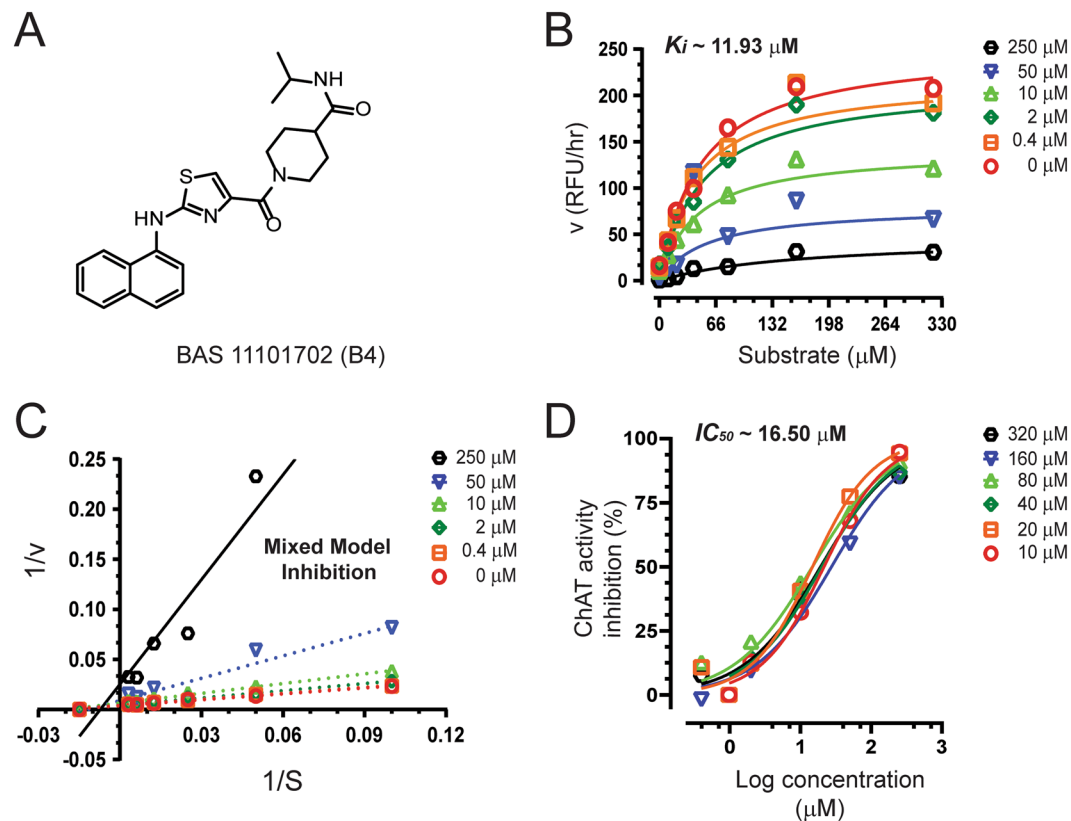 A
NH
O
N
S
N
O
HN
BAS 11101702 (B4)
B
Ki ~ 11.93 μM
v (RFU/hr)
250
200
150
100
50
0
0 66 132 198 264 330
Substrate (μM)
250 μM
50 μM
10 μM
2 μM
0.4 μM
0 μM
C
1/v
0.25
0.20
0.15
0.10
0.05
-0.05
-0.03 0.03 0.06 0.09 0.12
1/S
Mixed Model
Inhibition
250 μM
50 μM
10 μM
2 μM
0.4 μM
0 μM
D
IC50 ~ 16.50 μM
ChAT activity
inhibition (%)
100
75
50
25
0
0 1 2 3
Log concentration
(μM)
320 μM
160 μM
80 μM
40 μM
20 μM
10 μM